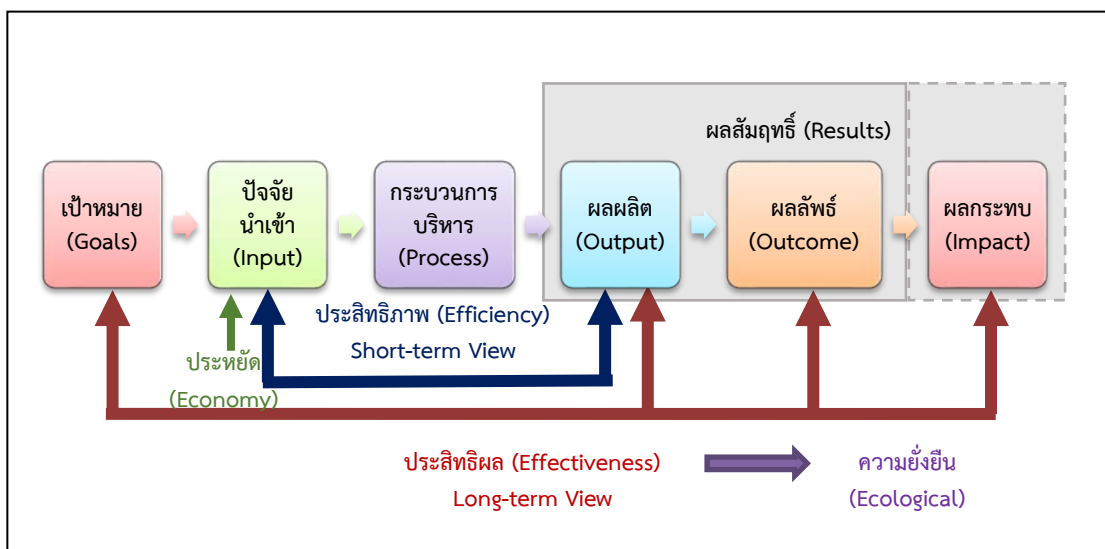 ผลสัมฤทธิ์ (Results)
เป้าหมาย
(Goals)
ปัจจัย
นำเข้า
(Input)
กระบวนการ
บริหาร
(Process)
ผลผลิต
(Output)
ผลลัพธ์
(Outcome)
ผลกระทบ
(Impact)
ประสิทธิภาพ (Efficiency)
Short-term View
ประหยัด
(Economy)
ประสิทธิผล (Effectiveness)
Long-term View
ความยั่งยืน
(Ecological)